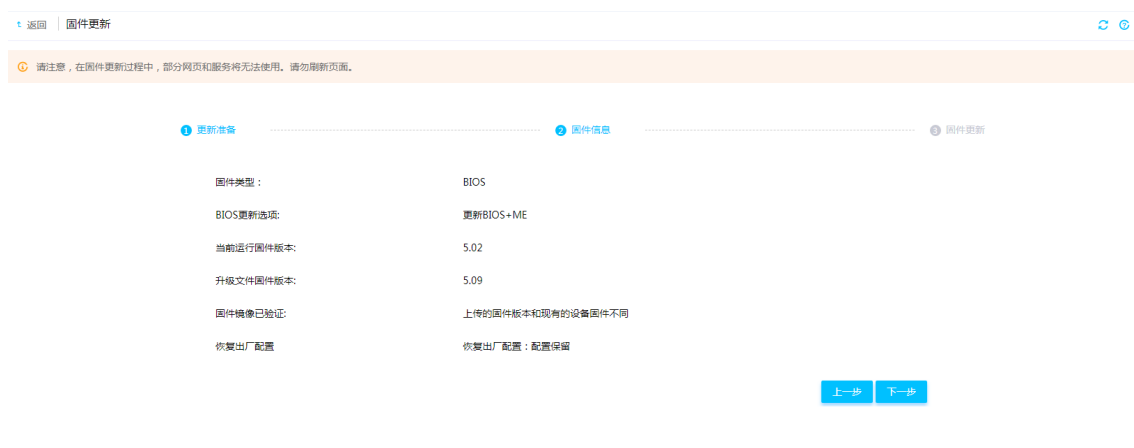 返回 固件更新
请注意，在固件更新过程中，部分网页和服务将无法使用。请勿刷新页面。
1 更新准备 2 固件信息 3 固件更新
固件类型： BIOS
BIOS更新选项: 更新BIOS+ME
当前运行固件版本: 5.02
升级文件固件版本: 5.09
固件镜像已验证: 上传的固件版本和现有的设备固件不同
恢复出厂配置 恢复出厂配置：配置保留
上一步 下一步